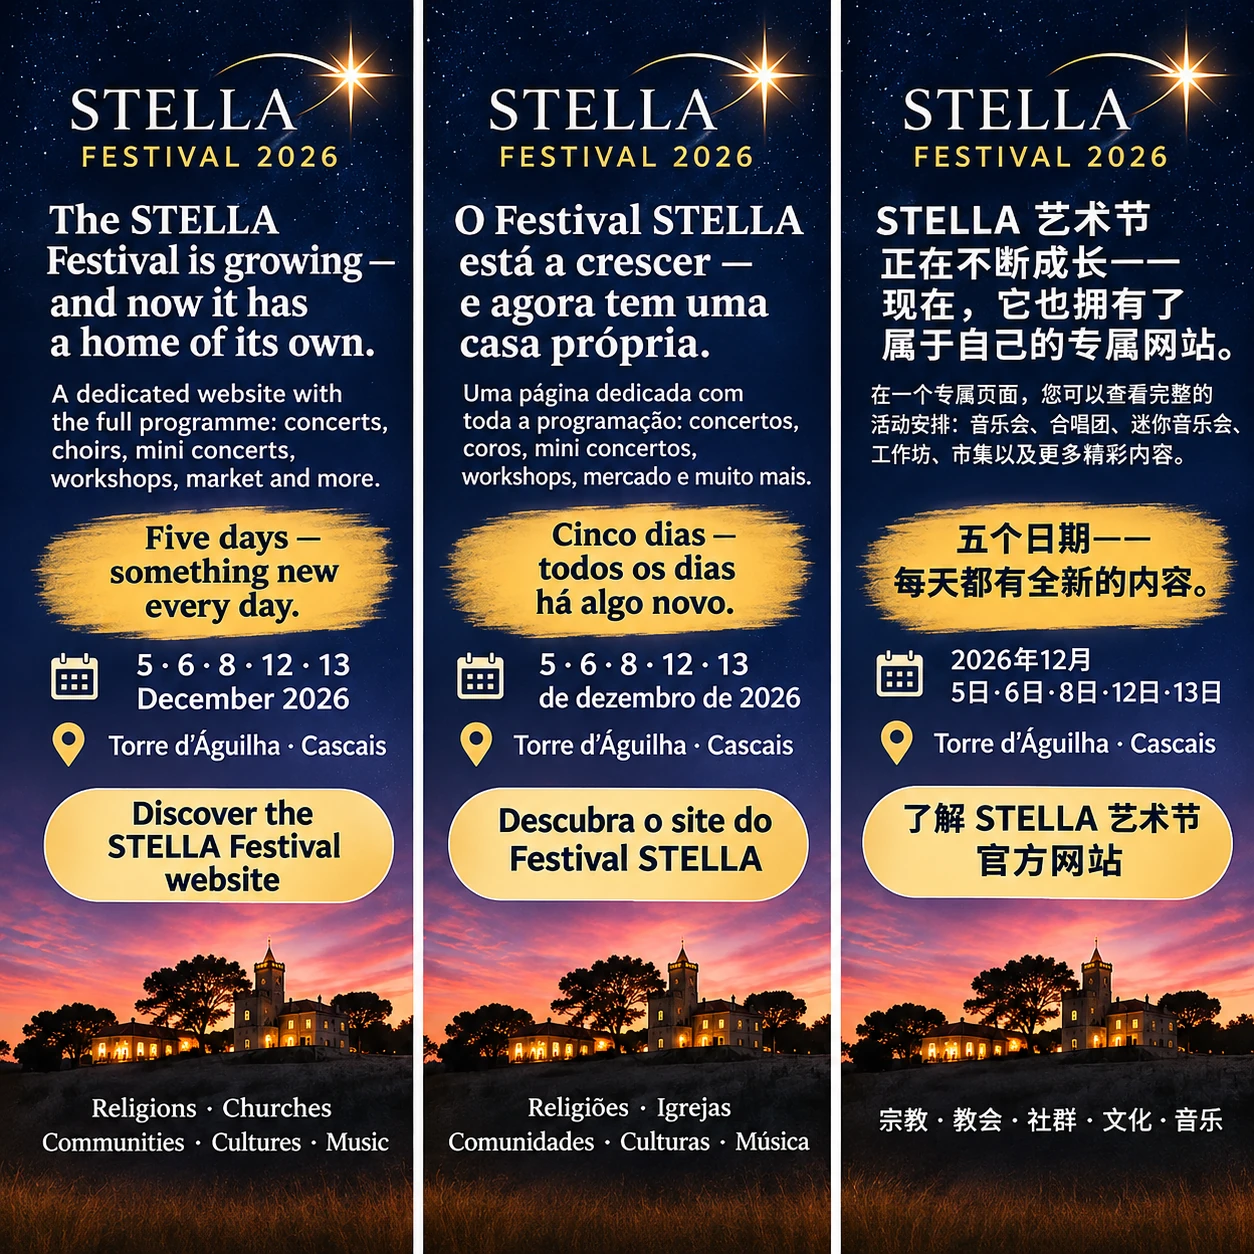 STELLA
FESTIVAL 2026
The STELLA
Festival is growing —
and now it has
a home of its own.
A dedicated website with
the full programme: concerts,
choirs, mini concerts,
workshops, market and more.
Five days —
something new
every day.
5 · 6 · 8 · 12 · 13
December 2026
Torre d’Águilha · Cascais
Discover the
STELLA Festival
website
Religions · Churches
Communities · Cultures · Music
STELLA
FESTIVAL 2026
O Festival STELLA
está a crescer —
e agora tem uma
casa própria.
Uma página dedicada com
toda a programação: concertos,
coros, mini concertos,
workshops, mercado e muito mais.
Cinco dias —
todos os dias
há algo novo.
5 · 6 · 8 · 12 · 13
de dezembro de 2026
Torre d’Águilha · Cascais
Descubra o site do
Festival STELLA
Religiões · Igrejas
Comunidades · Culturas · Música
STELLA
FESTIVAL 2026
STELLA 艺术节
正在不断成长——
现在，它也拥有了
属于自己的专属网站。
在一个专属页面，您可以查看完整的
活动安排：音乐会、合唱团、迷你音乐会、
工作坊、市集以及更多精彩内容。
五个日期——
每天都有全新的内容。
2026年12月
5日·6日·8日·12日·13日
Torre d’Águilha · Cascais
了解 STELLA 艺术节
官方网站
宗教 · 教会 · 社群 · 文化 · 音乐